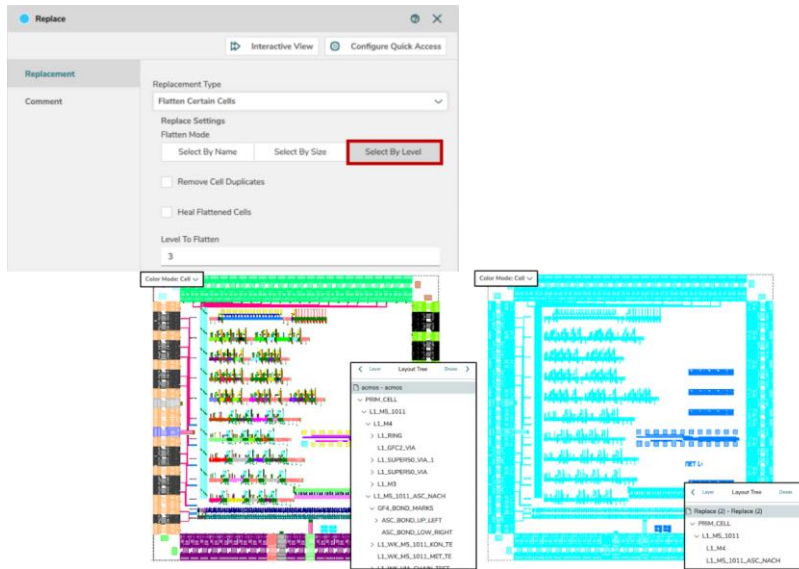 Replace
Interactive View
Configure Quick Access
Replacement
Comment
Replacement Type
Flatten Certain Cells
Replace Settings
Flatten Mode
Select By Name
Select By Size
Select By Level
Remove Cell Duplicates
Heal Flattened Cells
Level To Flatten
3
Color Mode: Cell
Layer
Layout Tree
acmos - acmos
PRIM_CELL
L1_M5_1011
L1_M4
L1_RING
L1_GFC2_VIA
L1_SUPER50_VIA_1
L1_SUPER50_VIA
L1_M3
L1_M5_1011_ASC_NACH
GF4_BOND_MARKS
ASC_BOND_UP_LEFT
ASC_BOND_LOW_RIGHT
L1_WK_M5_1011_KON_TE
L1_WK_M5_1011_MET_TE
Color Mode: Cell
Layer
Layout Tree
Replace (2) - Replace (2)
PRIM_CELL
L1_M5_1011
L1_M4
L1_M5_1011_ASC_NACH